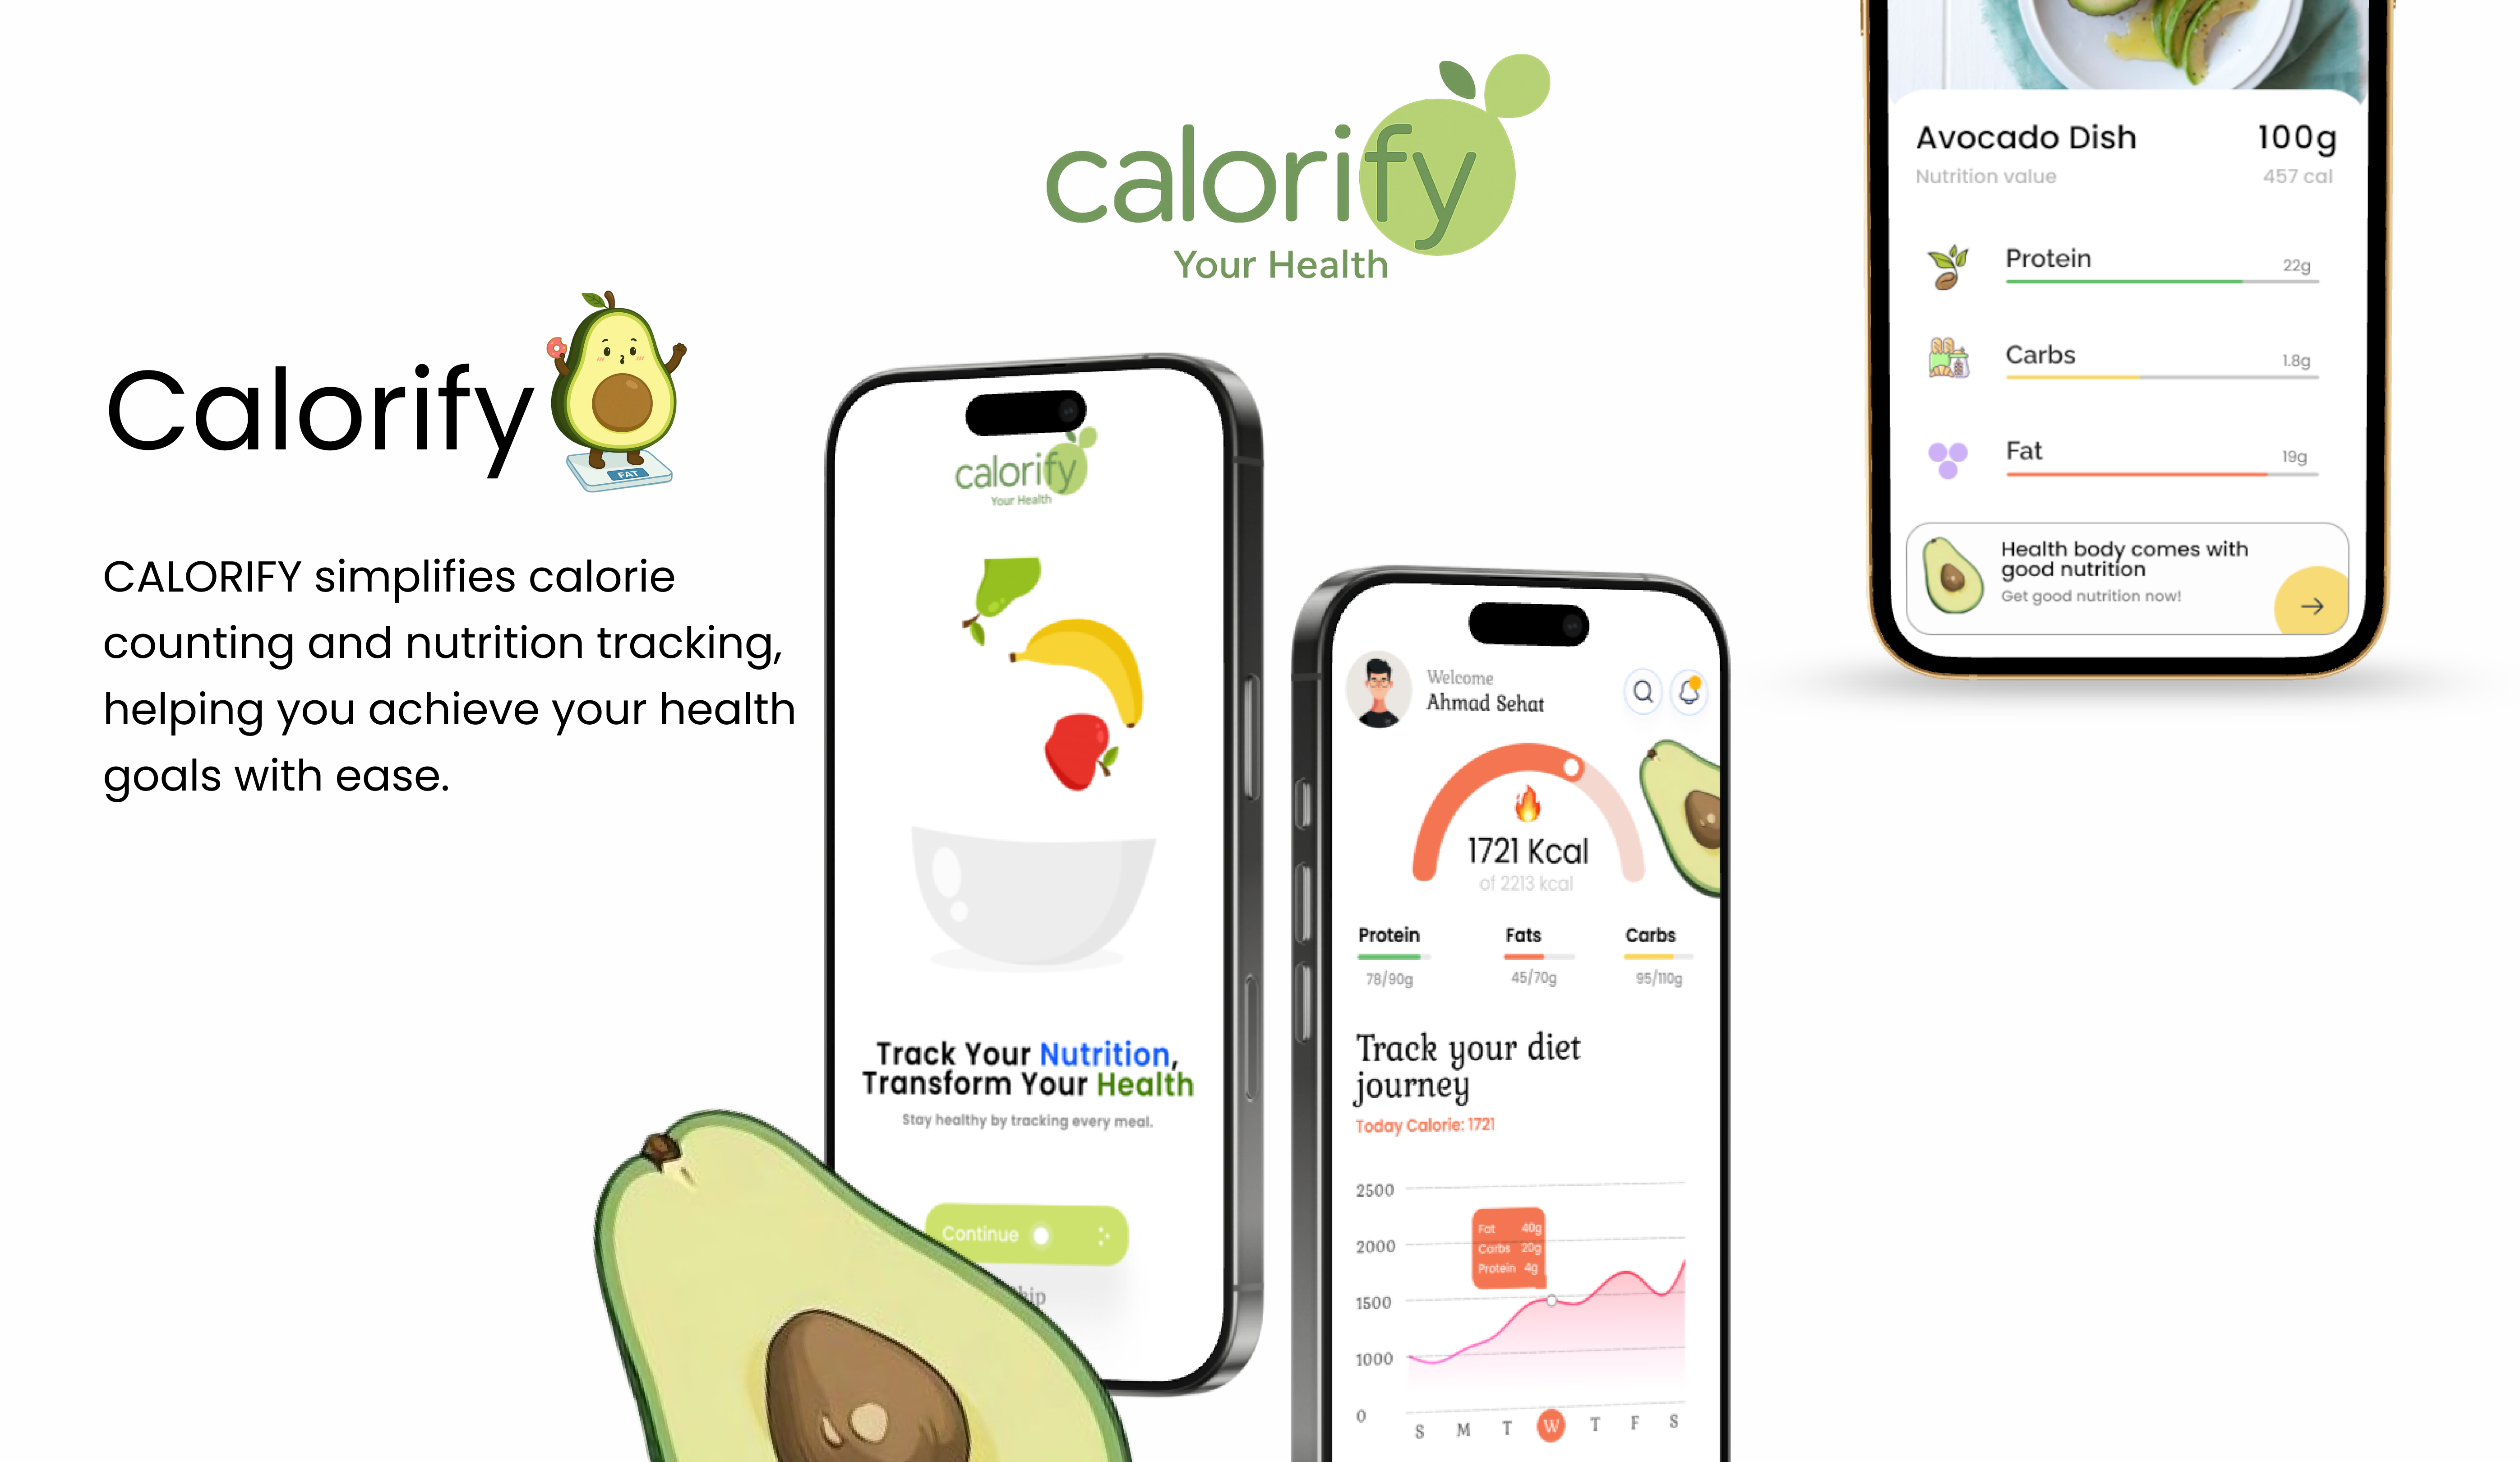 calorify
Your Health
Calorify
FAT
CALORIFY simplifies calorie
counting and nutrition tracking,
helping you achieve your health
goals with ease.
calorify
Your Health
Track Your Nutrition,
Transform Your Health
Stay healthy by tracking every meal.
Continue
Welcome
Ahmad Sehat
1721 Kcal
of 2213 kcal
Protein Fats Carbs
78/90g 45/70g 95/110g
Track your diet
journey
Today Calorie: 1721
2500
2000
1500
1000
0
Fat 40g
Carbs 20g
Protein 4g
S M T W T F S
Avocado Dish 100g
Nutrition value 457 cal
Protein 22g
Carbs 1.8g
Fat 19g
Health body comes with
good nutrition
Get good nutrition now!